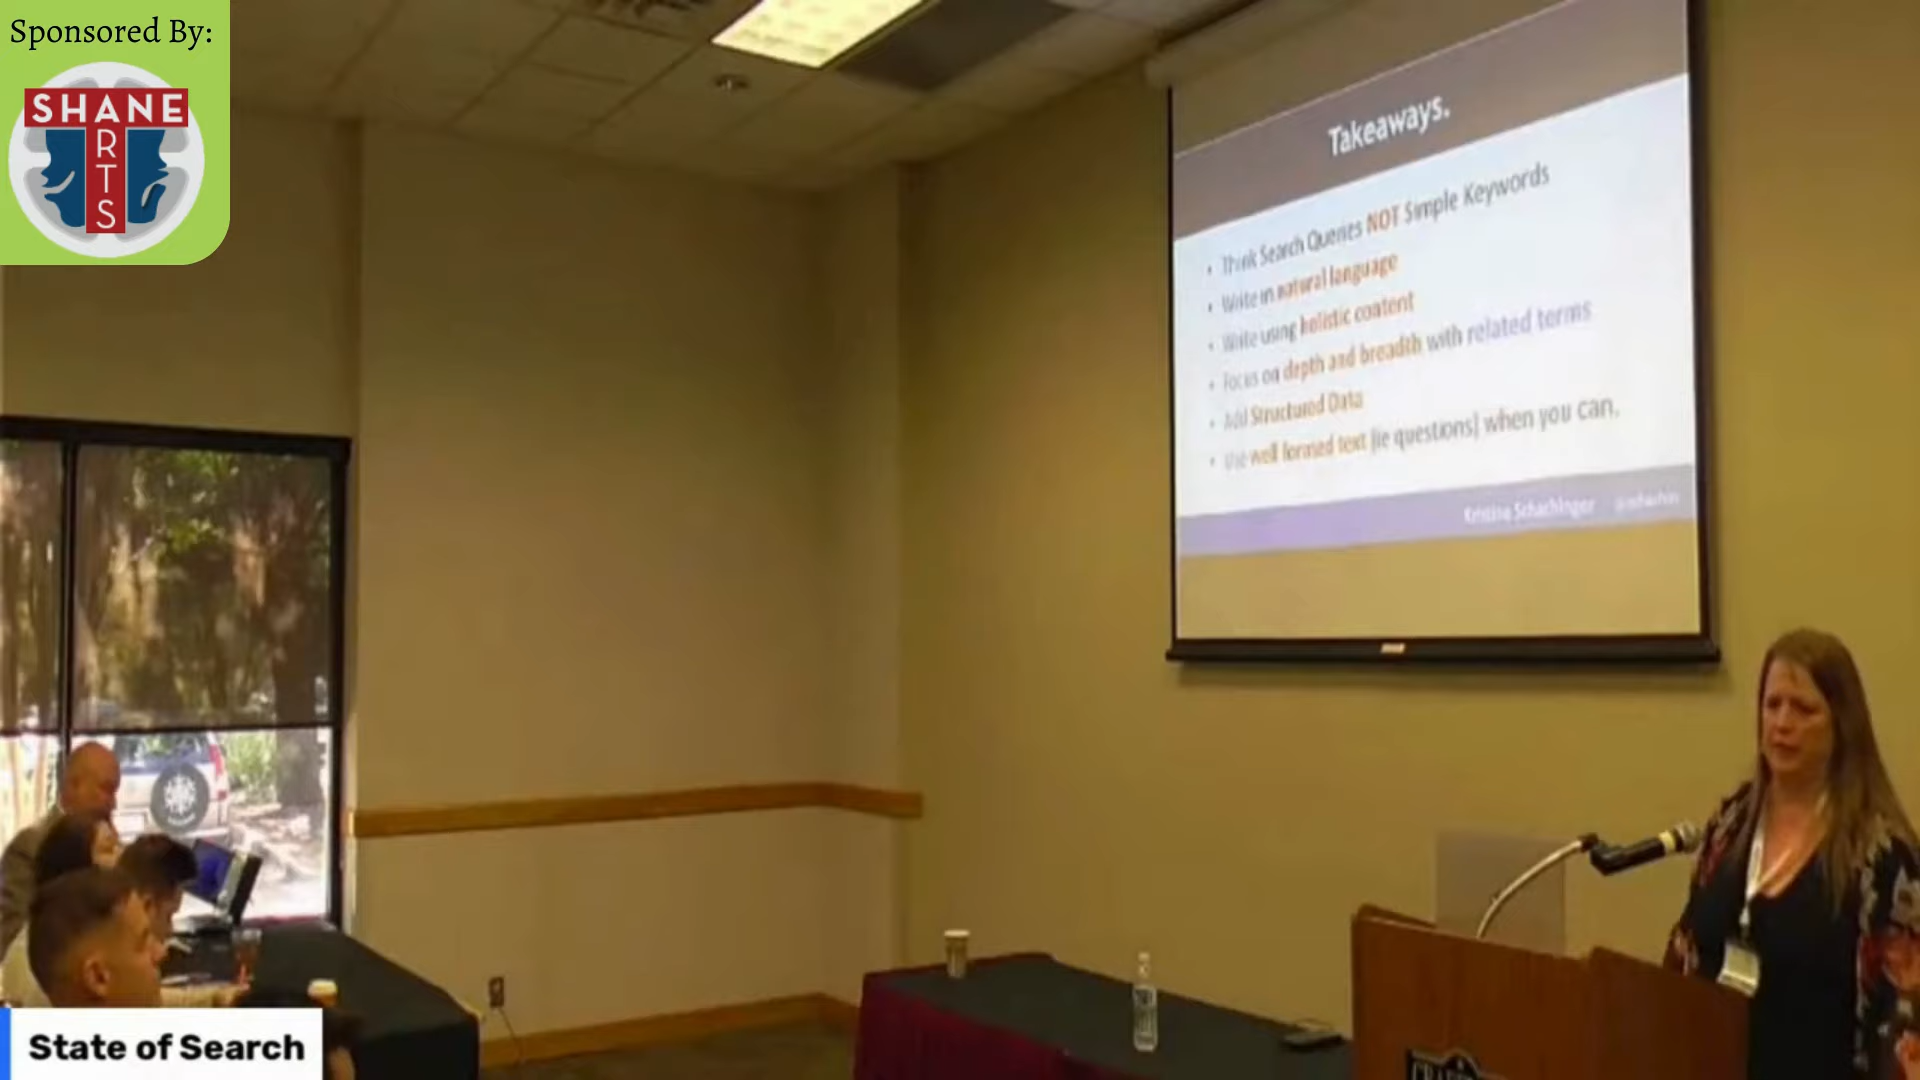 Sponsored By:
SHANE
RTS
Takeaways.
• Think Search Queries NOT Simple Keywords
• Write in natural language
• Write using holistic content
• Focus on depth and breadth with related terms
• Add Structured Data
• Use well formed text (ie questions) when you can.
Kristine Schachinger
State of Search